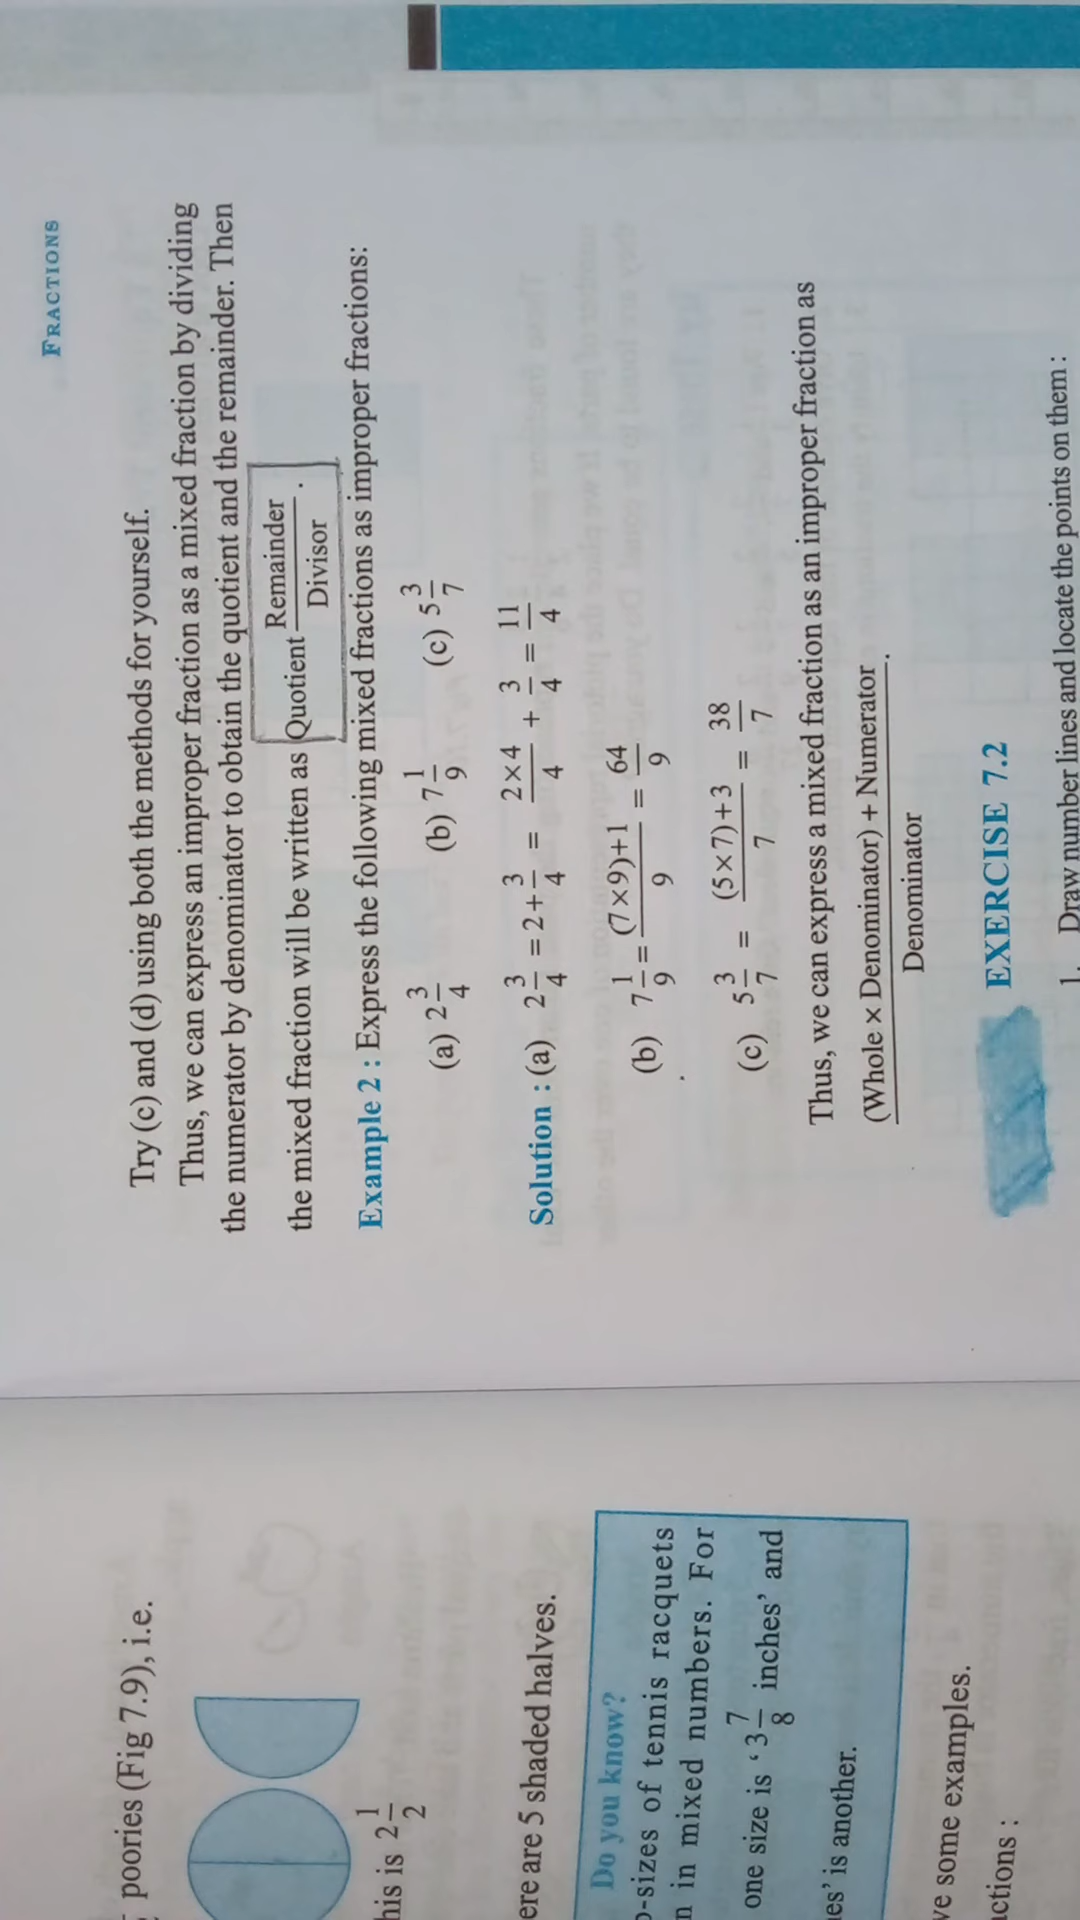 poories (Fig 7.9), i.e.
his is 2 1/2
ere are 5 shaded halves.
Do you know?
-sizes of tennis racquets
n in mixed numbers. For
one size is ‘3 7/8 inches’ and
es’ is another.
ve some examples.
actions :
FRACTIONS
Try (c) and (d) using both the methods for yourself.
Thus, we can express an improper fraction as a mixed fraction by dividing
the numerator by denominator to obtain the quotient and the remainder. Then
the mixed fraction will be written as Quotient Remainder/Divisor .
Example 2 : Express the following mixed fractions as improper fractions:
(a) 2 3/4 (b) 7 1/9 (c) 5 3/7
Solution : (a) 2 3/4 = 2 + 3/4 = 2×4/4 + 3/4 = 11/4
(b) 7 1/9 = (7×9)+1/9 = 64/9
(c) 5 3/7 = (5×7)+3/7 = 38/7
Thus, we can express a mixed fraction as an improper fraction as
(Whole × Denominator) + Numerator/Denominator .
EXERCISE 7.2
1. Draw number lines and locate the points on them :